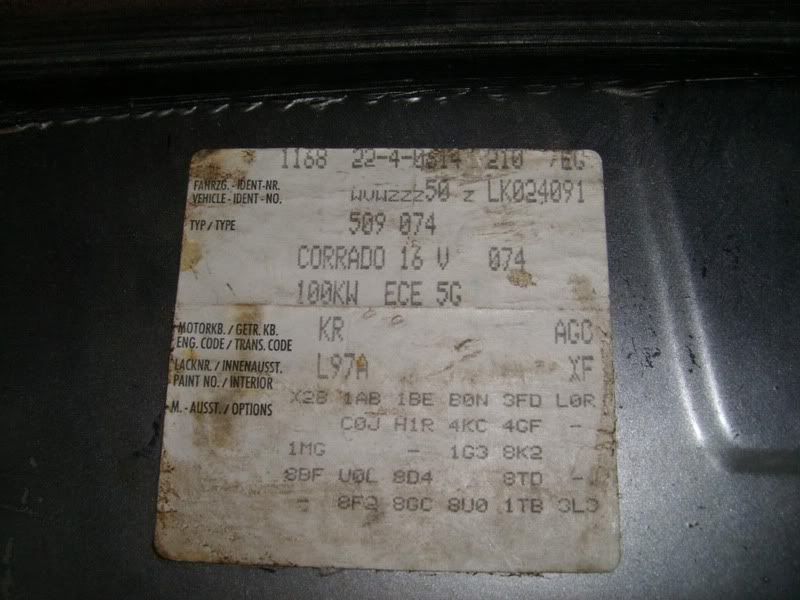 1168 22-4-0814 210 /EG
FAHRZG.-IDENT-NR.
VEHICLE-IDENT-NO. WVWZZZ50 Z LK024091
TYP/TYPE 509 074
CORRADO 16 V 074
100KW ECE 5G
MOTORKB./GETR.KB.
ENG.CODE/TRANS.CODE KR AGC
LACKNR./INNENAUSST.
PAINT NO./INTERIOR L97A XF
M.-AUSST./OPTIONS X28 1AB 1BE B0N 3FD L0R
C0J H1R 4KC 4GF -
1MG - 1G3 8K2
8BF V0L 8D4 8TD -
- 8FQ 8GC 8U0 1TB 3L3